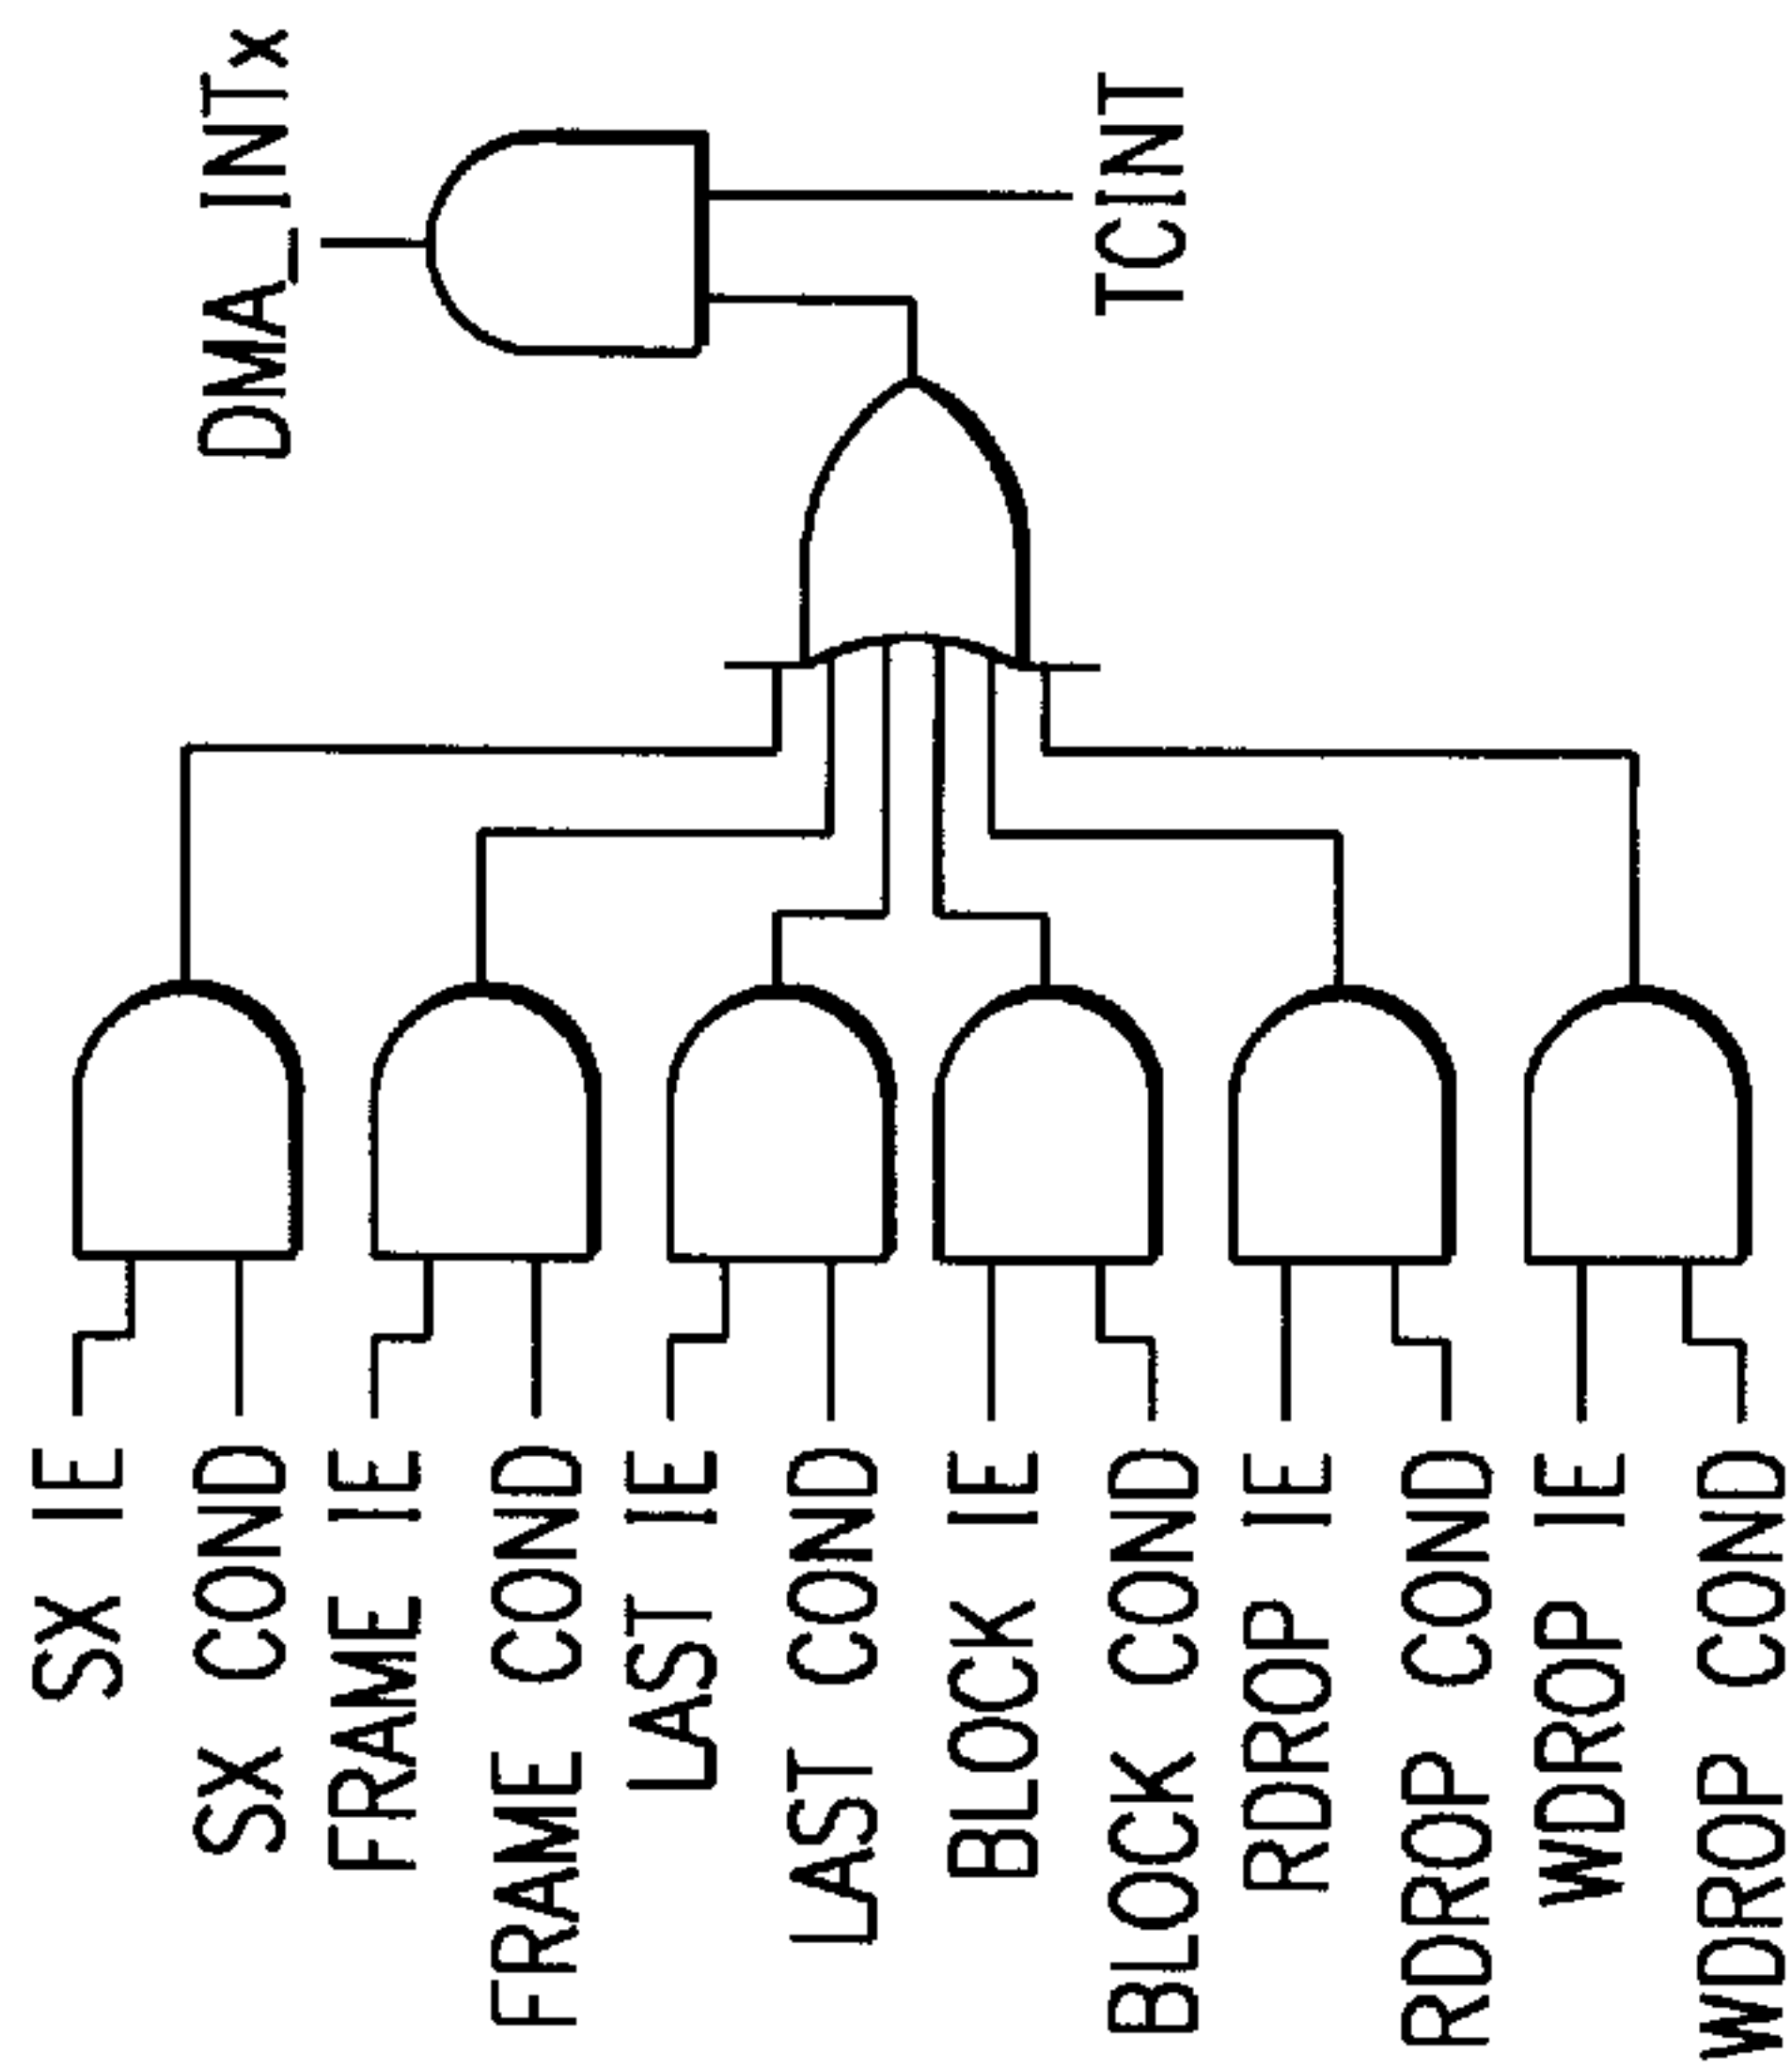 SX IE
SX COND
FRAME IE
FRAME COND
LAST IE
LAST COND
BLOCK IE
BLOCK COND
RDROP IE
RDROP COND
WDROP IE
WDROP COND
DMA_INTx
TCINT